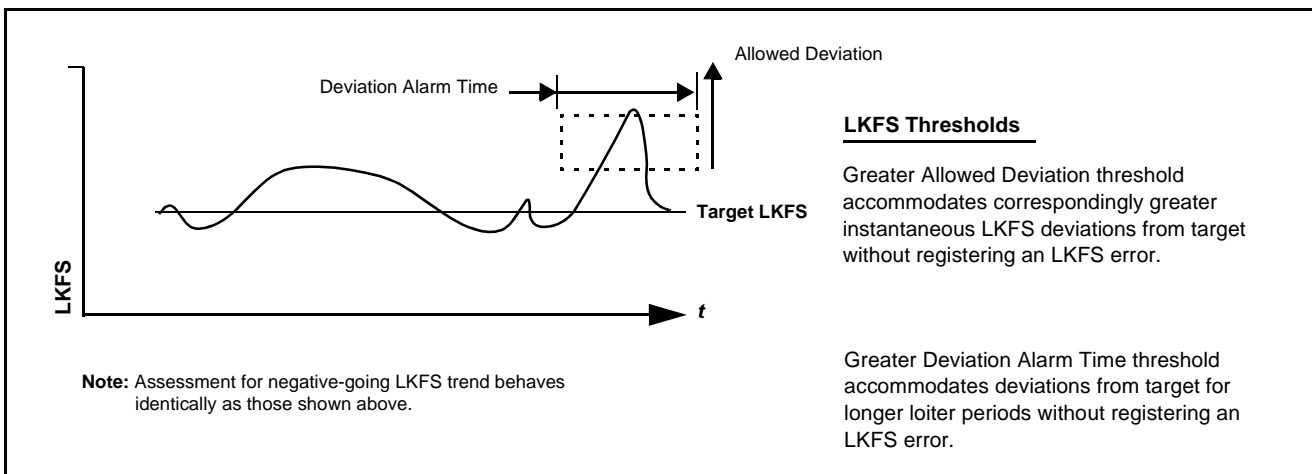 Allowed Deviation
Deviation Alarm Time
Target LKFS
LKFS
t
Note: Assessment for negative-going LKFS trend behaves
identically as those shown above.
LKFS Thresholds
Greater Allowed Deviation threshold
accommodates correspondingly greater
instantaneous LKFS deviations from target
without registering an LKFS error.
Greater Deviation Alarm Time threshold
accommodates deviations from target for
longer loiter periods without registering an
LKFS error.